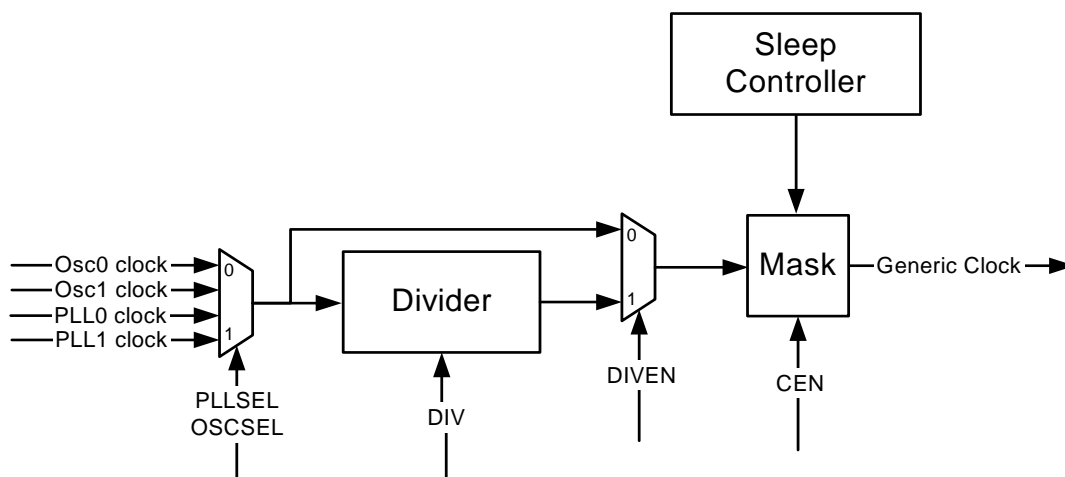 Sleep
Controller
Osc0 clock
Osc1 clock
PLL0 clock
PLL1 clock
0
1
PLLSEL
OSCSEL
Divider
DIV
0
1
DIVEN
Mask
CEN
Generic Clock